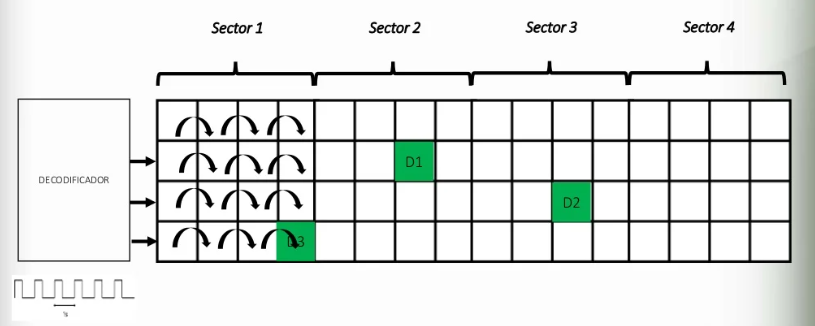 Sector 1 Sector 2 Sector 3 Sector 4
D1
DECODIFICADOR
D2
D3